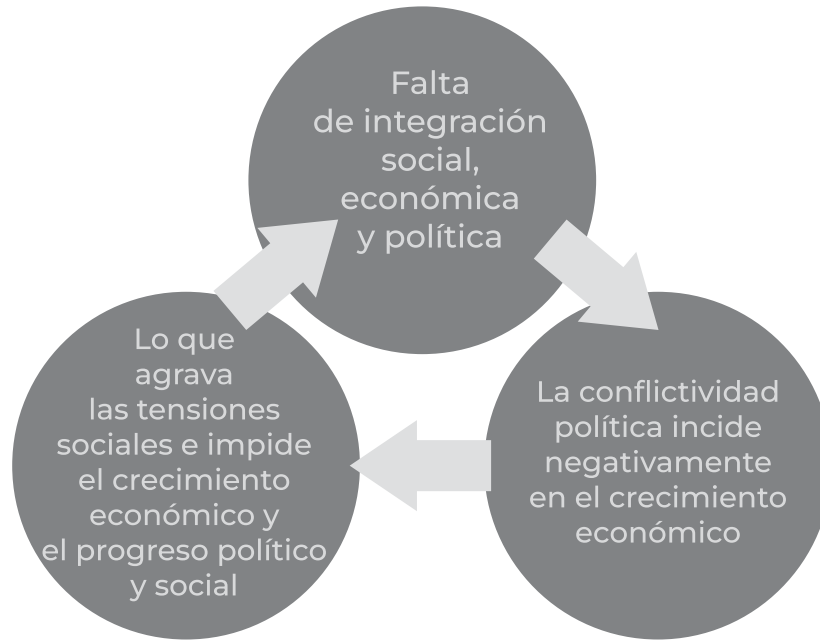 Falta
de integración
social,
económica
y política
La conflictividad
política incide
negativamente
en el crecimiento
económico
Lo que
agrava
las tensiones
sociales e impide
el crecimiento
económico y
el progreso político
y social